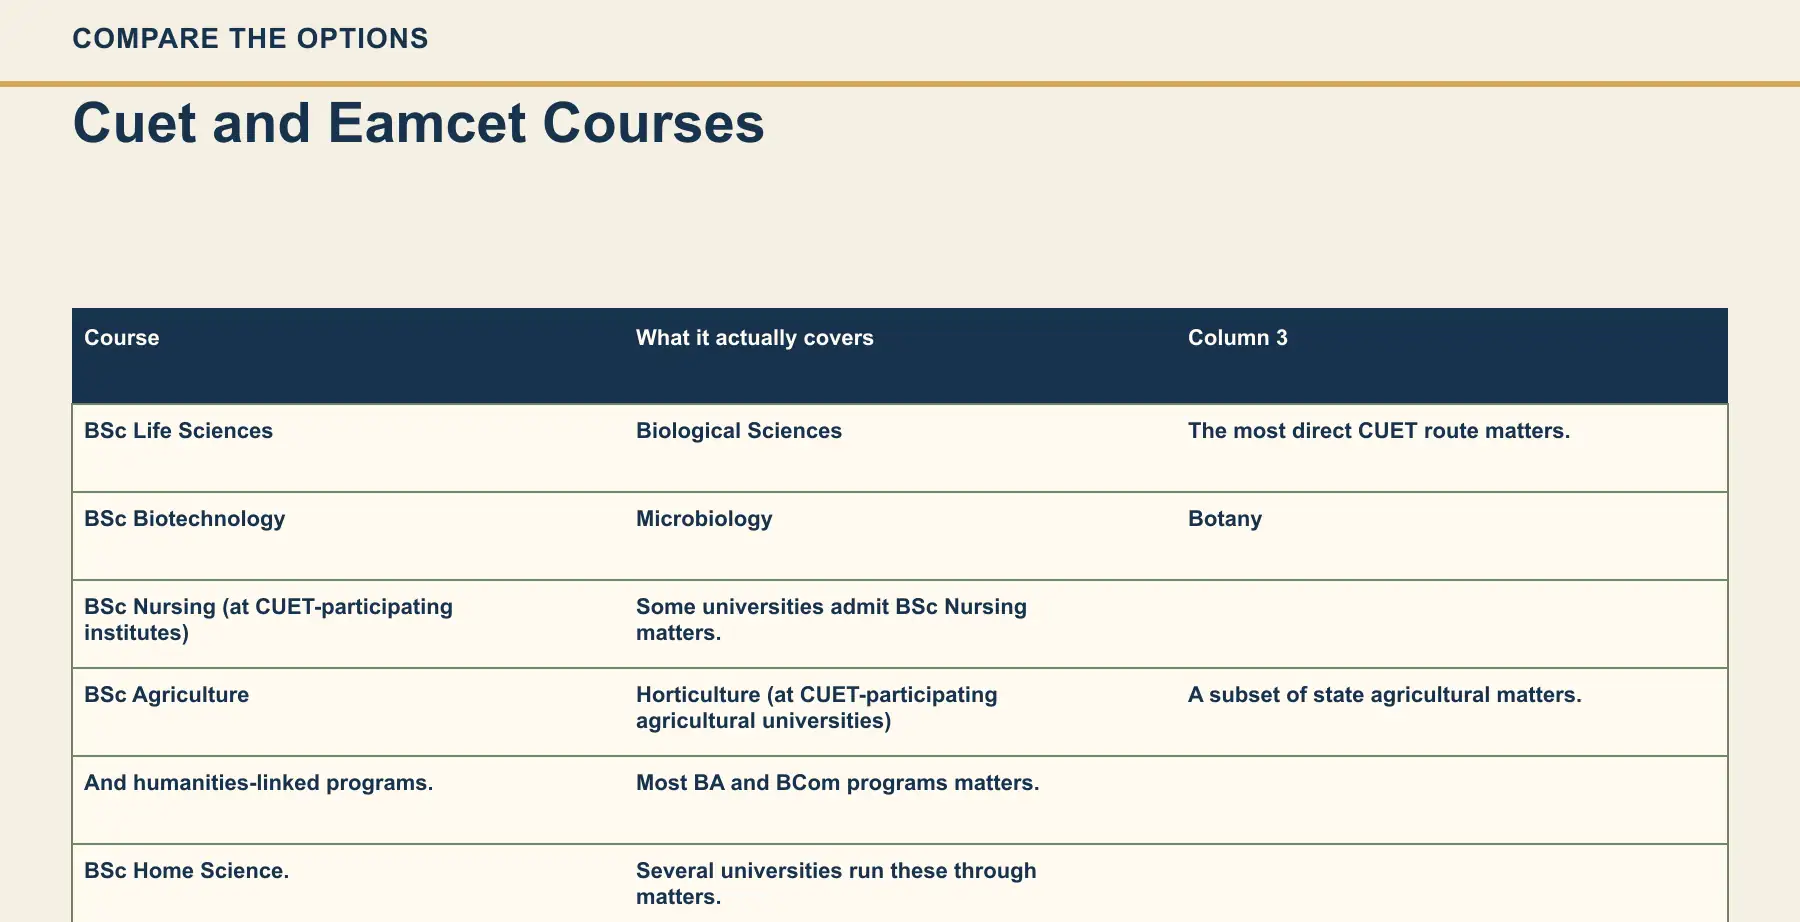 COMPARE THE OPTIONS
Cuet and Eamcet Courses
Course
What it actually covers
Column 3
BSc Life Sciences
Biological Sciences
The most direct CUET route matters.
BSc Biotechnology
Microbiology
Botany
BSc Nursing (at CUET-participating
institutes)
Some universities admit BSc Nursing
matters.
BSc Agriculture
Horticulture (at CUET-participating
agricultural universities)
A subset of state agricultural matters.
And humanities-linked programs.
Most BA and BCom programs matters.
BSc Home Science.
Several universities run these through
matters.